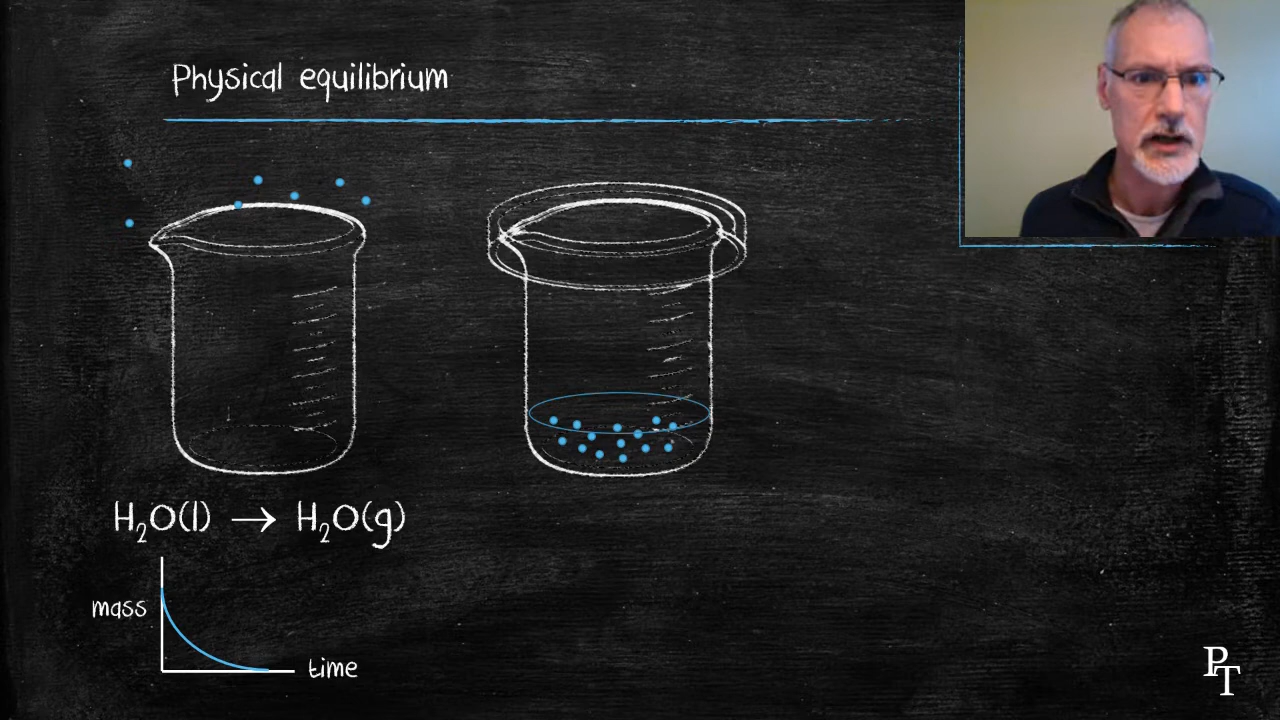 Physical equilibrium
H₂O(l) → H₂O(g)
mass
time
PT